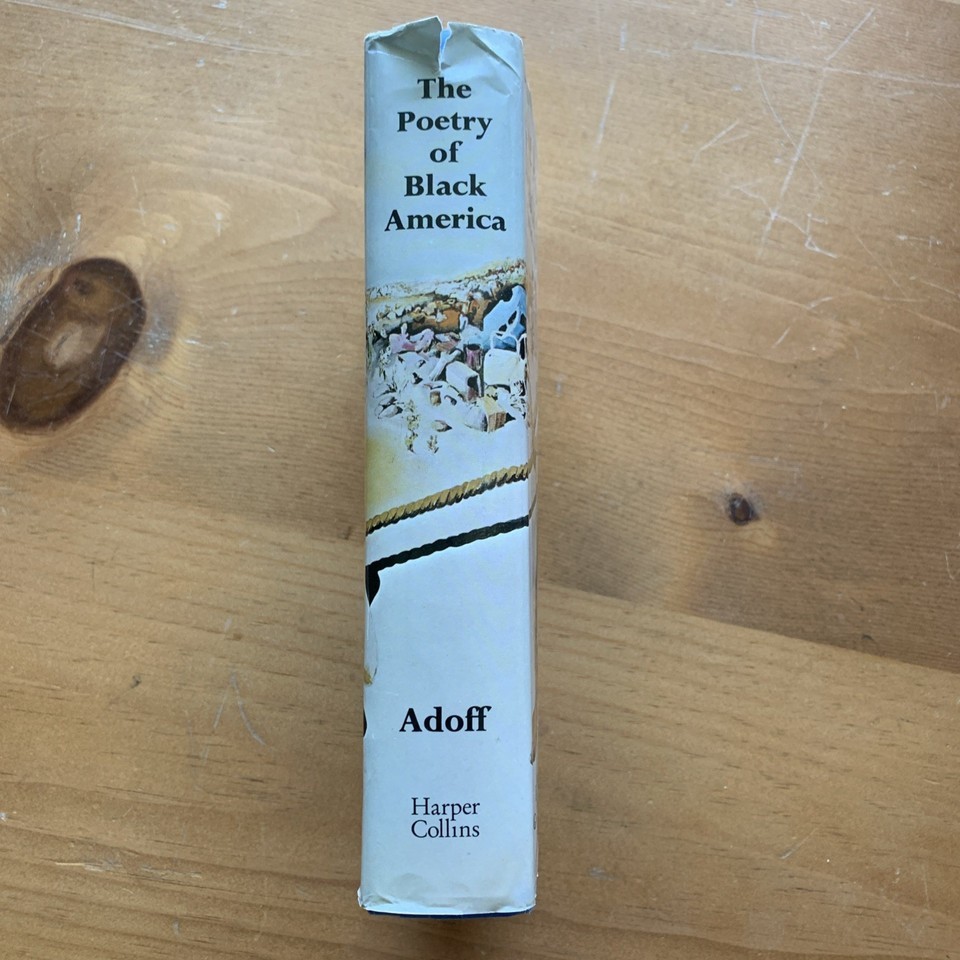 The
Poetry
of
Black
America
Adoff
Harper
Collins